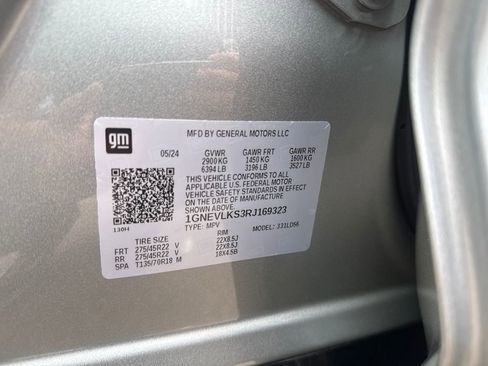 gm
MFD BY GENERAL MOTORS LLC
05/24 GVWR GAWR FRT GAWR RR
2900 KG 1450 KG 1600 KG
6394 LB 3196 LB 3527 LB
THIS VEHICLE CONFORMS TO ALL
APPLICABLE U.S. FEDERAL MOTOR
VEHICLE SAFETY STANDARDS IN EFFECT ON
THE DATE OF MANUFACTURE
1GNEVLKS3RJ169323
130H TYPE: MPV MODEL: 331LD56
TIRE SIZE RIM
FRT 275/45R22 V 22X8.5J
RR 275/45R22 V 22X8.5J
SPA T135/70R18 M 18X4.5B